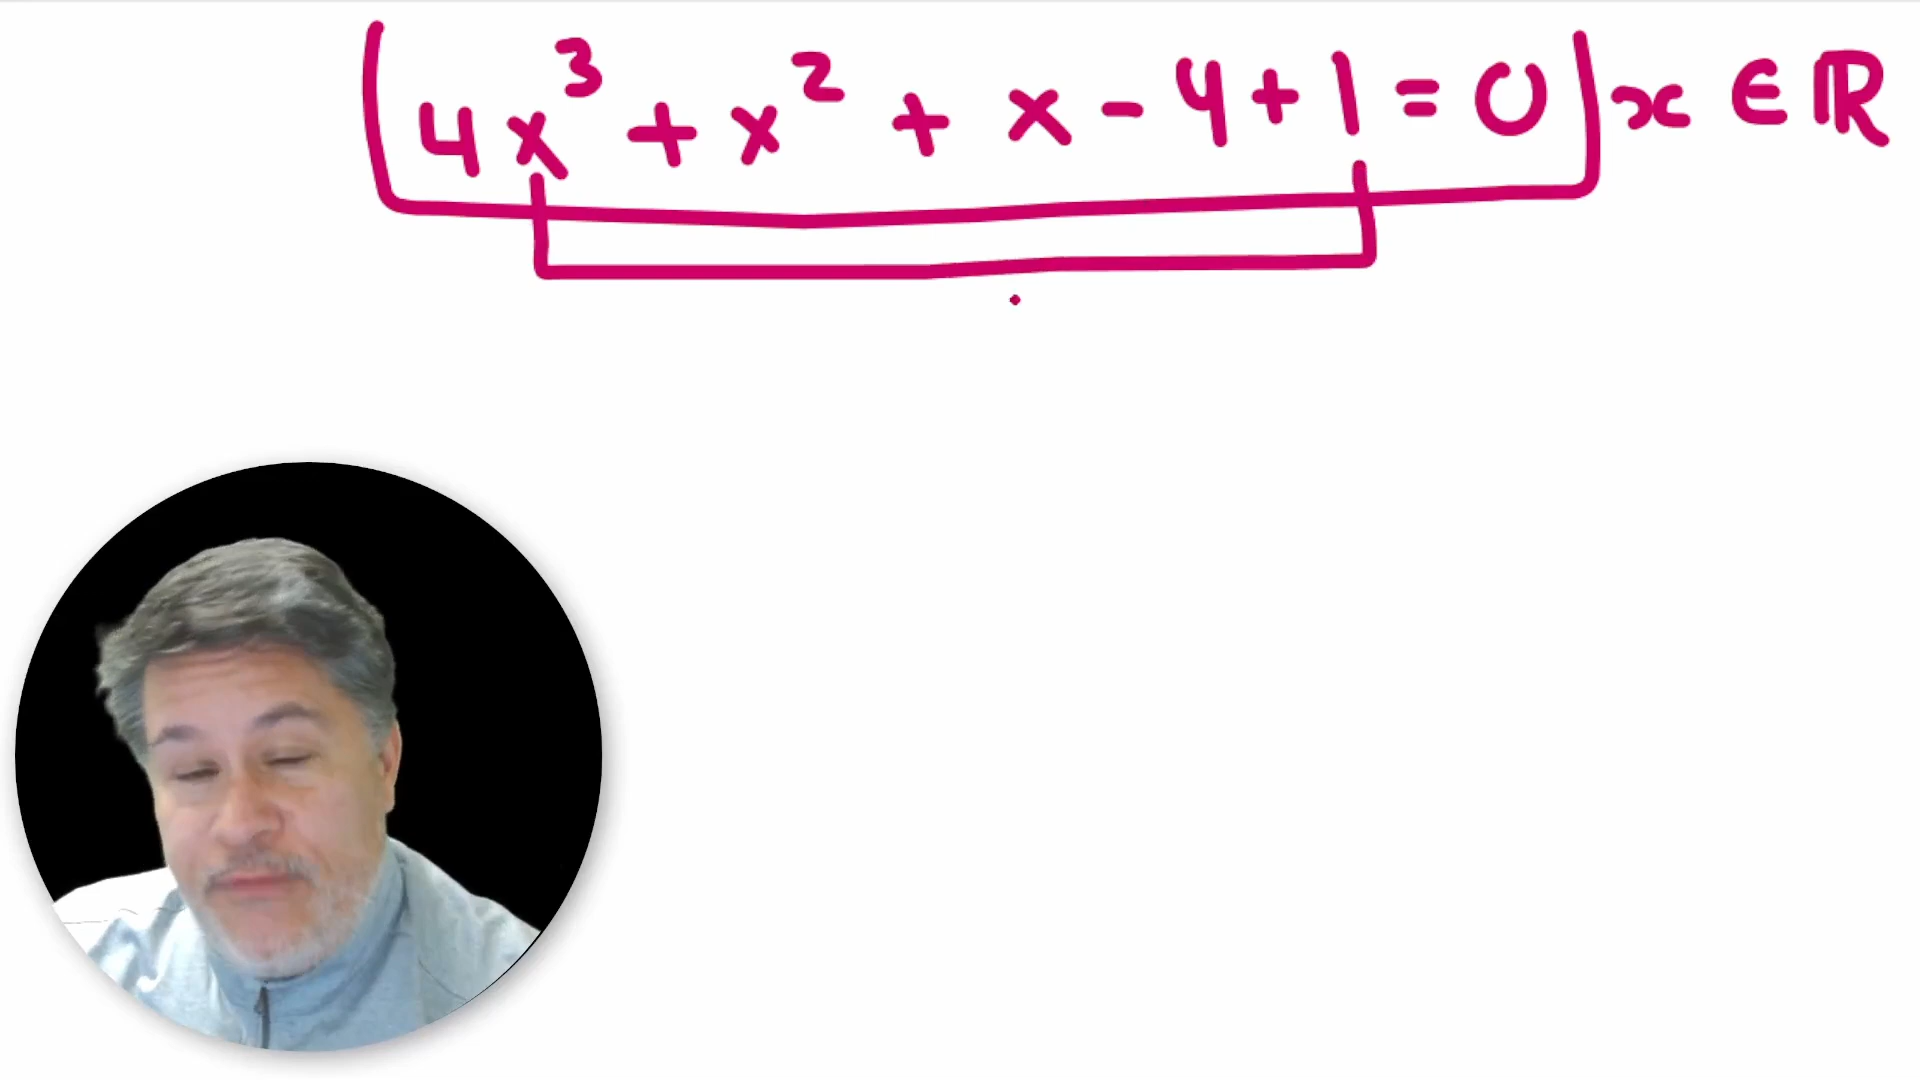 4x³ + x² + x - 4 + 1 = 0 x ∈ ℝ